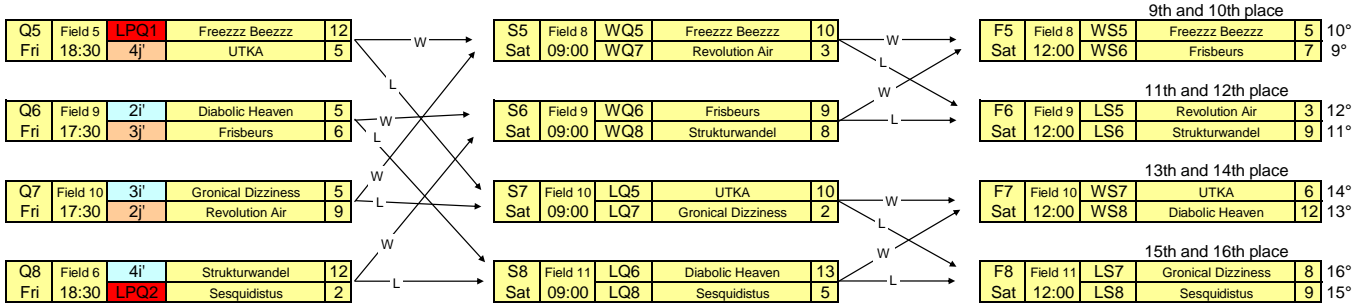 9th and 10th place
Q5 Field 5 LPQ1 Freezzz Beezzz 12 W S5 Field 8 WQ5 Freezzz Beezzz 10 W F5 Field 8 WS5 Freezzz Beezzz 5 10°
Fri 18:30 4j' UTKA 5 Sat 09:00 WQ7 Revolution Air 3 Sat 12:00 WS6 Frisbeurs 7 9°
L L
W
11th and 12th place
Q6 Field 9 2i' Diabolic Heaven 5 W S6 Field 9 WQ6 Frisbeurs 9 L F6 Field 9 LS5 Revolution Air 3 12°
Fri 17:30 3j' Frisbeurs 6 L Sat 09:00 WQ8 Strukturwandel 8 Sat 12:00 LS6 Strukturwandel 9 11°
W
13th and 14th place
Q7 Field 10 3i' Gronical Dizziness 5 L S7 Field 10 LQ5 UTKA 10 W F7 Field 10 WS7 UTKA 6 14°
Fri 17:30 2j' Revolution Air 9 Sat 09:00 LQ7 Gronical Dizziness 2 Sat 12:00 WS8 Diabolic Heaven 12 13°
L
W W
15th and 16th place
Q8 Field 6 4i' Strukturwandel 12 L S8 Field 11 LQ6 Diabolic Heaven 13 L F8 Field 11 LS7 Gronical Dizziness 8 16°
Fri 18:30 LPQ2 Sesquidistus 2 Sat 09:00 LQ8 Sesquidistus 5 Sat 12:00 LS8 Sesquidistus 9 15°